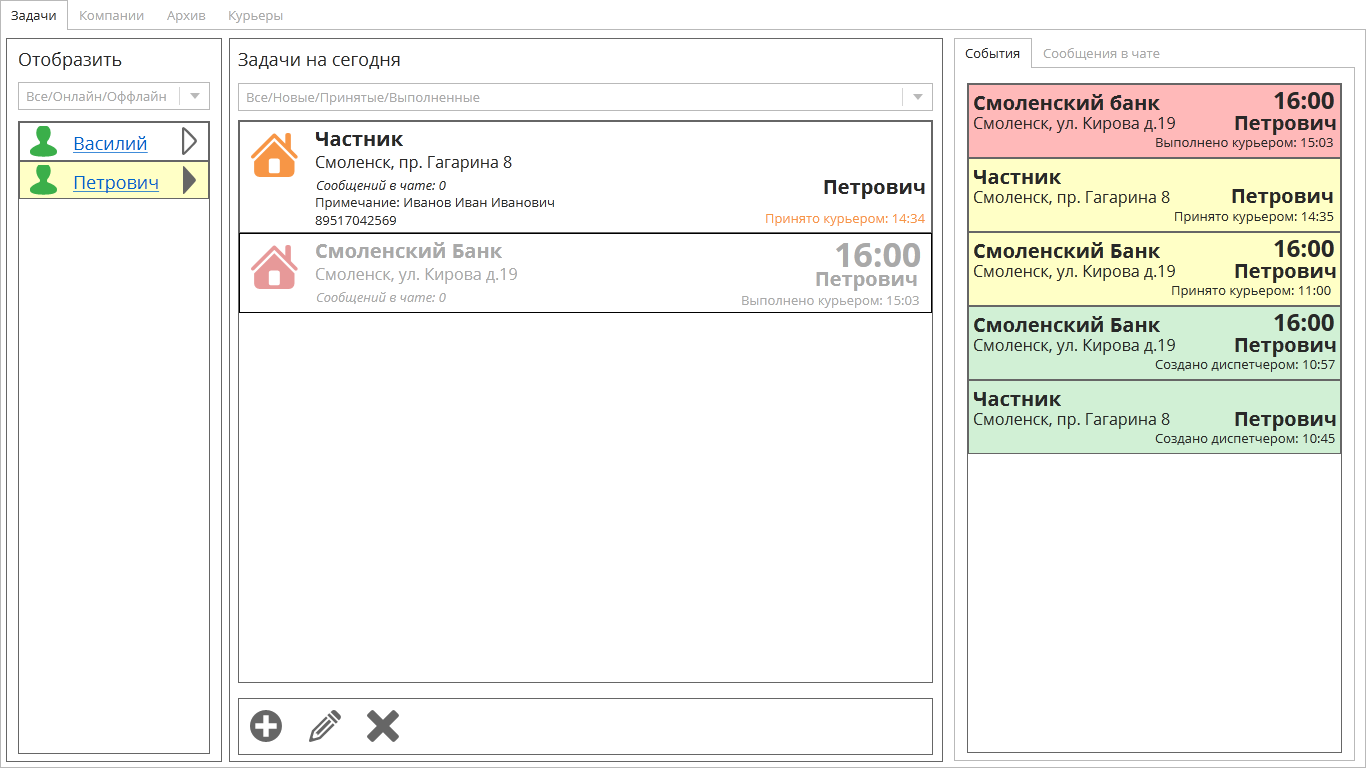 Задачи
Компании
Архив
Курьеры
Отобразить
Все/Онлайн/Оффлайн
Василий
Петрович
Задачи на сегодня
Все/Новые/Принятые/Выполненные
Частник
Смоленск, пр. Гагарина 8
Сообщений в чате: 0
Примечание: Иванов Иван Иванович
89517042569
Петрович
Принято курьером: 14:34
Смоленский Банк
Смоленск, ул. Кирова д.19
Сообщений в чате: 0
16:00
Петрович
Выполнено курьером: 15:03
События
Сообщения в чате
Смоленский банк
16:00
Смоленск, ул. Кирова д.19
Петрович
Выполнено курьером: 15:03
Частник
Смоленск, пр. Гагарина 8
Петрович
Принято курьером: 14:35
Смоленский Банк
16:00
Смоленск, ул. Кирова д.19
Петрович
Принято курьером: 11:00
Смоленский Банк
16:00
Смоленск, ул. Кирова д.19
Петрович
Создано диспетчером: 10:57
Частник
Смоленск, пр. Гагарина 8
Петрович
Создано диспетчером: 10:45